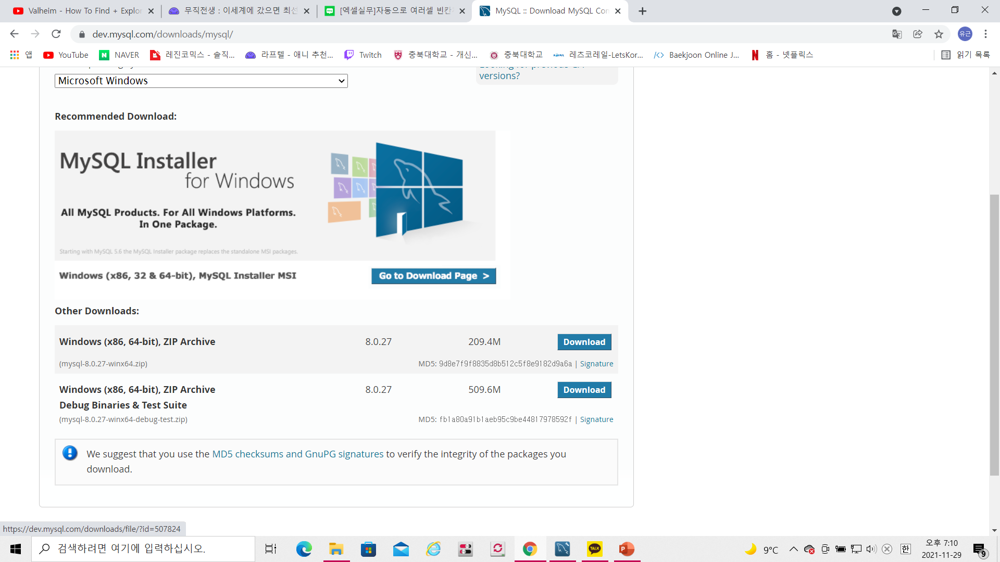 Valheim - How To Find + Explor
무직전생 : 이세계에 갔으면 최선
[엑셀실무]자동으로 여러셀 빈칸
MySQL :: Download MySQL Con
dev.mysql.com/downloads/mysql/
유근
앱
YouTube
NAVER
레진코믹스 - 솔직...
라프텔 - 애니 추천...
Twitch
충북대학교 - 개신...
충북대학교
레츠코레일-LetsKor...
Baekjoon Online J...
홈 - 넷플릭스
읽기 목록
versions?
Microsoft Windows
Recommended Download:
MySQL Installer
for Windows
All MySQL Products. For All Windows Platforms.
In One Package.
Starting with MySQL 5.6 the MySQL Installer package replaces the standalone MSI packages.
Windows (x86, 32 & 64-bit), MySQL Installer MSI
Go to Download Page >
Other Downloads:
Windows (x86, 64-bit), ZIP Archive
8.0.27
209.4M
Download
(mysql-8.0.27-winx64.zip)
MD5: 9d8e7f9f8835d8b512c5f8e9182d9a6a | Signature
Windows (x86, 64-bit), ZIP Archive
8.0.27
509.6M
Download
Debug Binaries & Test Suite
(mysql-8.0.27-winx64-debug-test.zip)
MD5: fb1a80a91b1aeb95c9be44817978592f | Signature
We suggest that you use the MD5 checksums and GnuPG signatures to verify the integrity of the packages you
download.
https://dev.mysql.com/downloads/file/?id=507824
검색하려면 여기에 입력하십시오.
TALK
9°C
한
오후 7:10
2021-11-29
9